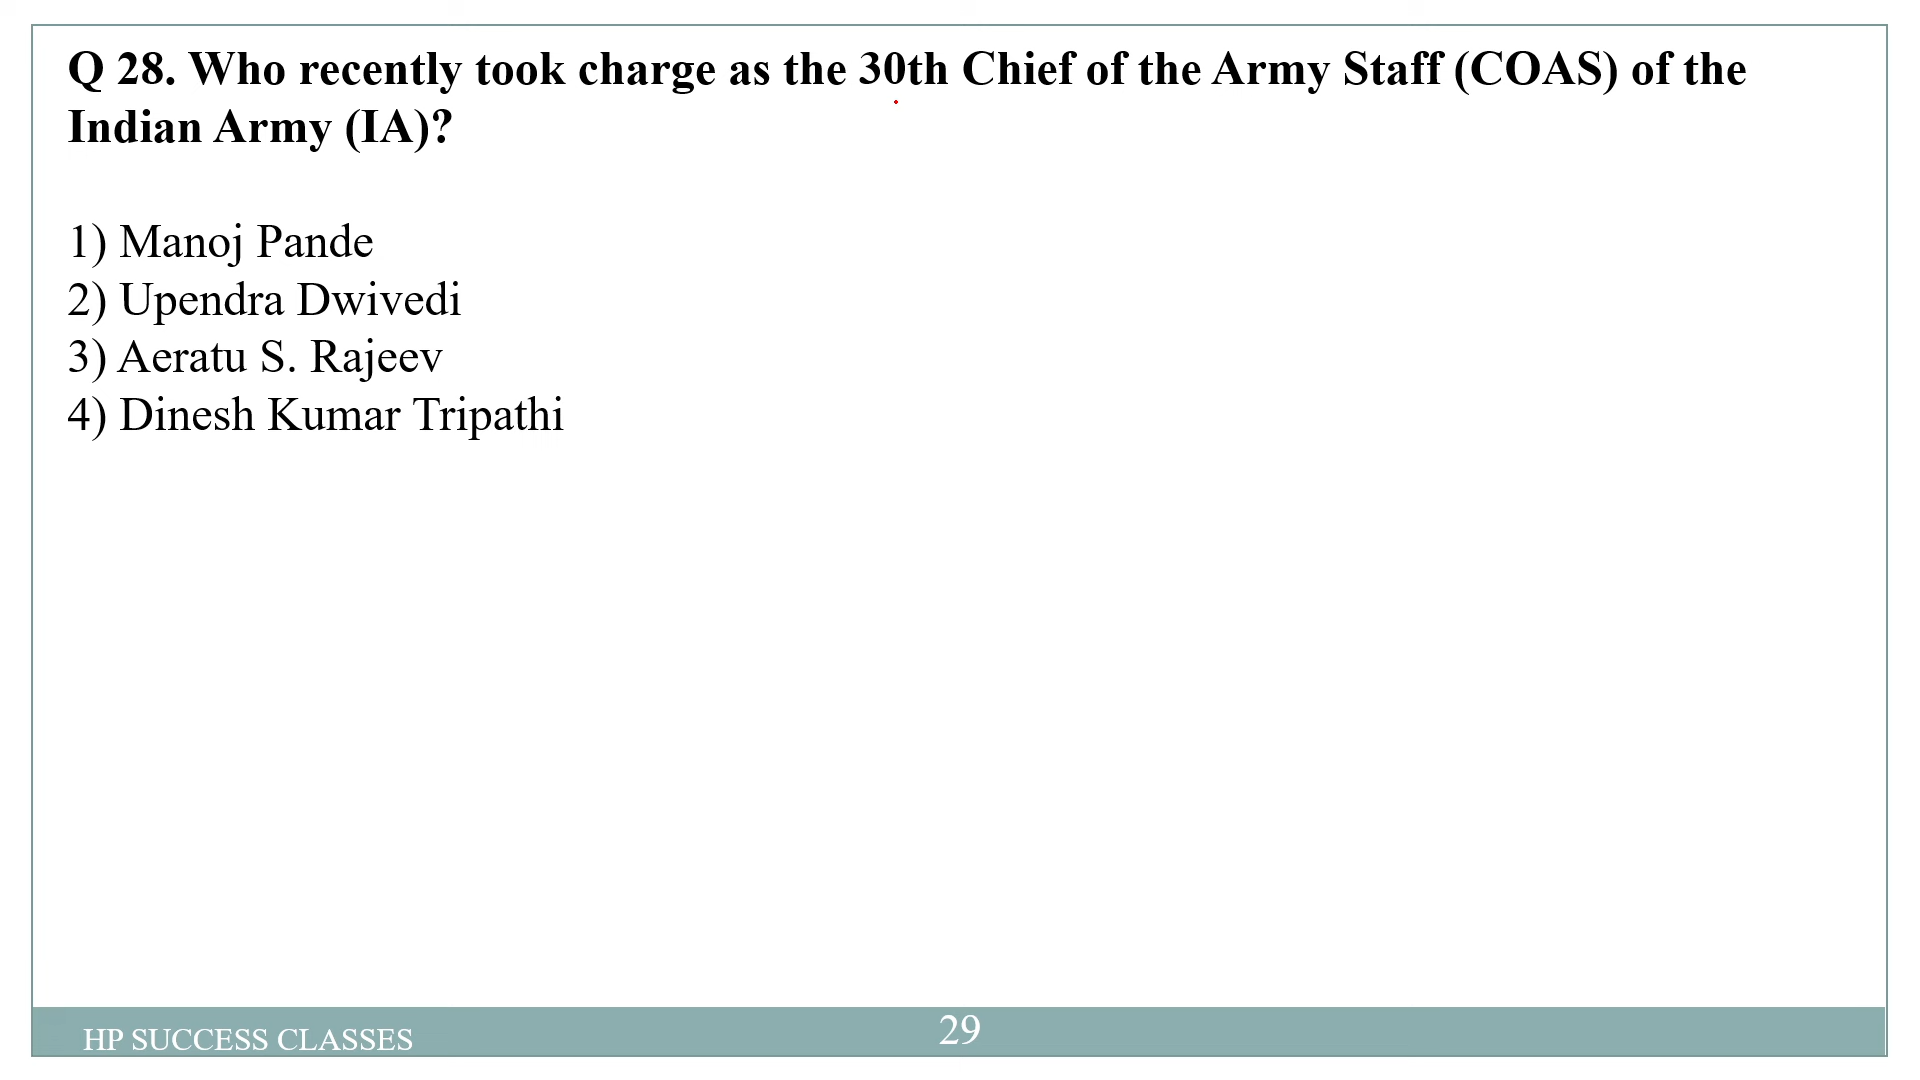 Q 28. Who recently took charge as the 30th Chief of the Army Staff (COAS) of the
Indian Army (IA)?
1) Manoj Pande
2) Upendra Dwivedi
3) Aeratu S. Rajeev
4) Dinesh Kumar Tripathi
HP SUCCESS CLASSES
29